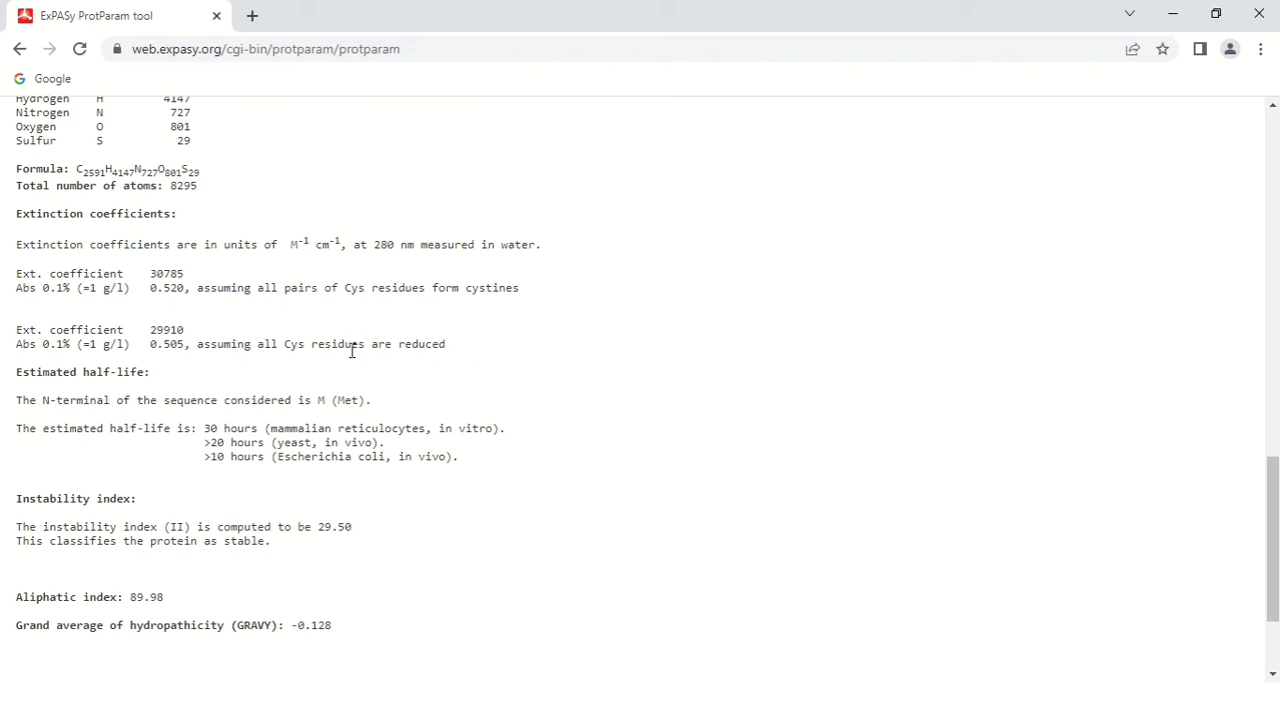 ExPASy ProtParam tool
web.expasy.org/cgi-bin/protparam/protparam
Google
Hydrogen H 4147
Nitrogen N 727
Oxygen O 801
Sulfur S 29
Formula: C2591H4147N727O801S29
Total number of atoms: 8295
Extinction coefficients:
Extinction coefficients are in units of M-1 cm-1, at 280 nm measured in water.
Ext. coefficient 30785
Abs 0.1% (=1 g/l) 0.520, assuming all pairs of Cys residues form cystines
Ext. coefficient 29910
Abs 0.1% (=1 g/l) 0.505, assuming all Cys residues are reduced
Estimated half-life:
The N-terminal of the sequence considered is M (Met).
The estimated half-life is: 30 hours (mammalian reticulocytes, in vitro).
>20 hours (yeast, in vivo).
>10 hours (Escherichia coli, in vivo).
Instability index:
The instability index (II) is computed to be 29.50
This classifies the protein as stable.
Aliphatic index: 89.98
Grand average of hydropathicity (GRAVY): -0.128